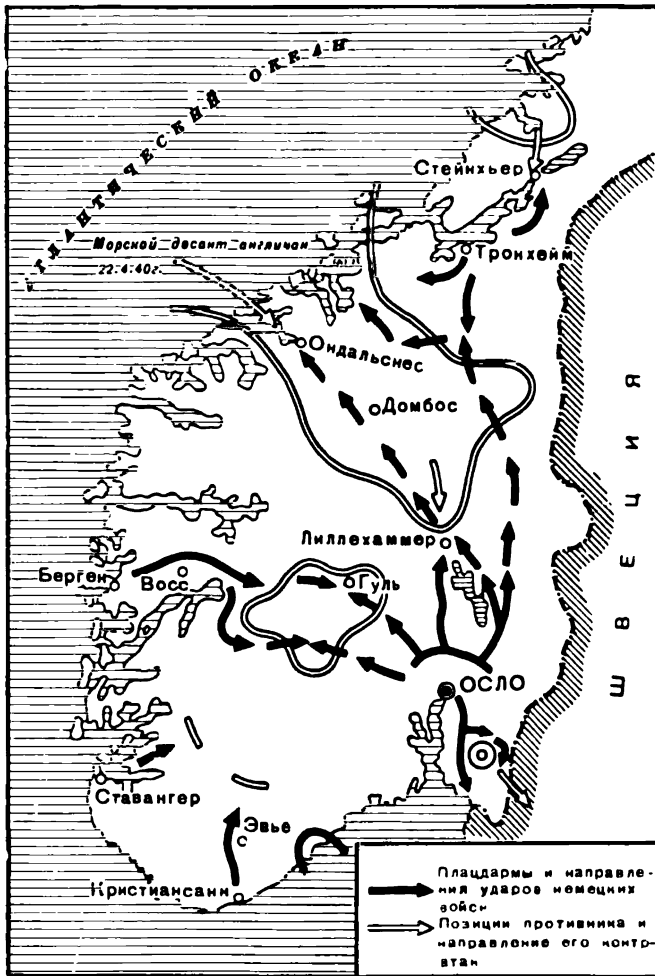 АТЛАНТИЧЕСКИЙ ОКЕАН
Стейнхьер
Морской десант англичан
22.4.40г.
Тронхейм
Ондальснес
Домбос
ШВЕЦИЯ
Лиллехаммер
Берген
Восс
Гуль
ОСЛО
Ставангер
Эвье
Кристиансанн
Плацдармы и направле-
ния ударов немецких
войск
Позиции противника и
направление его контр-
атак